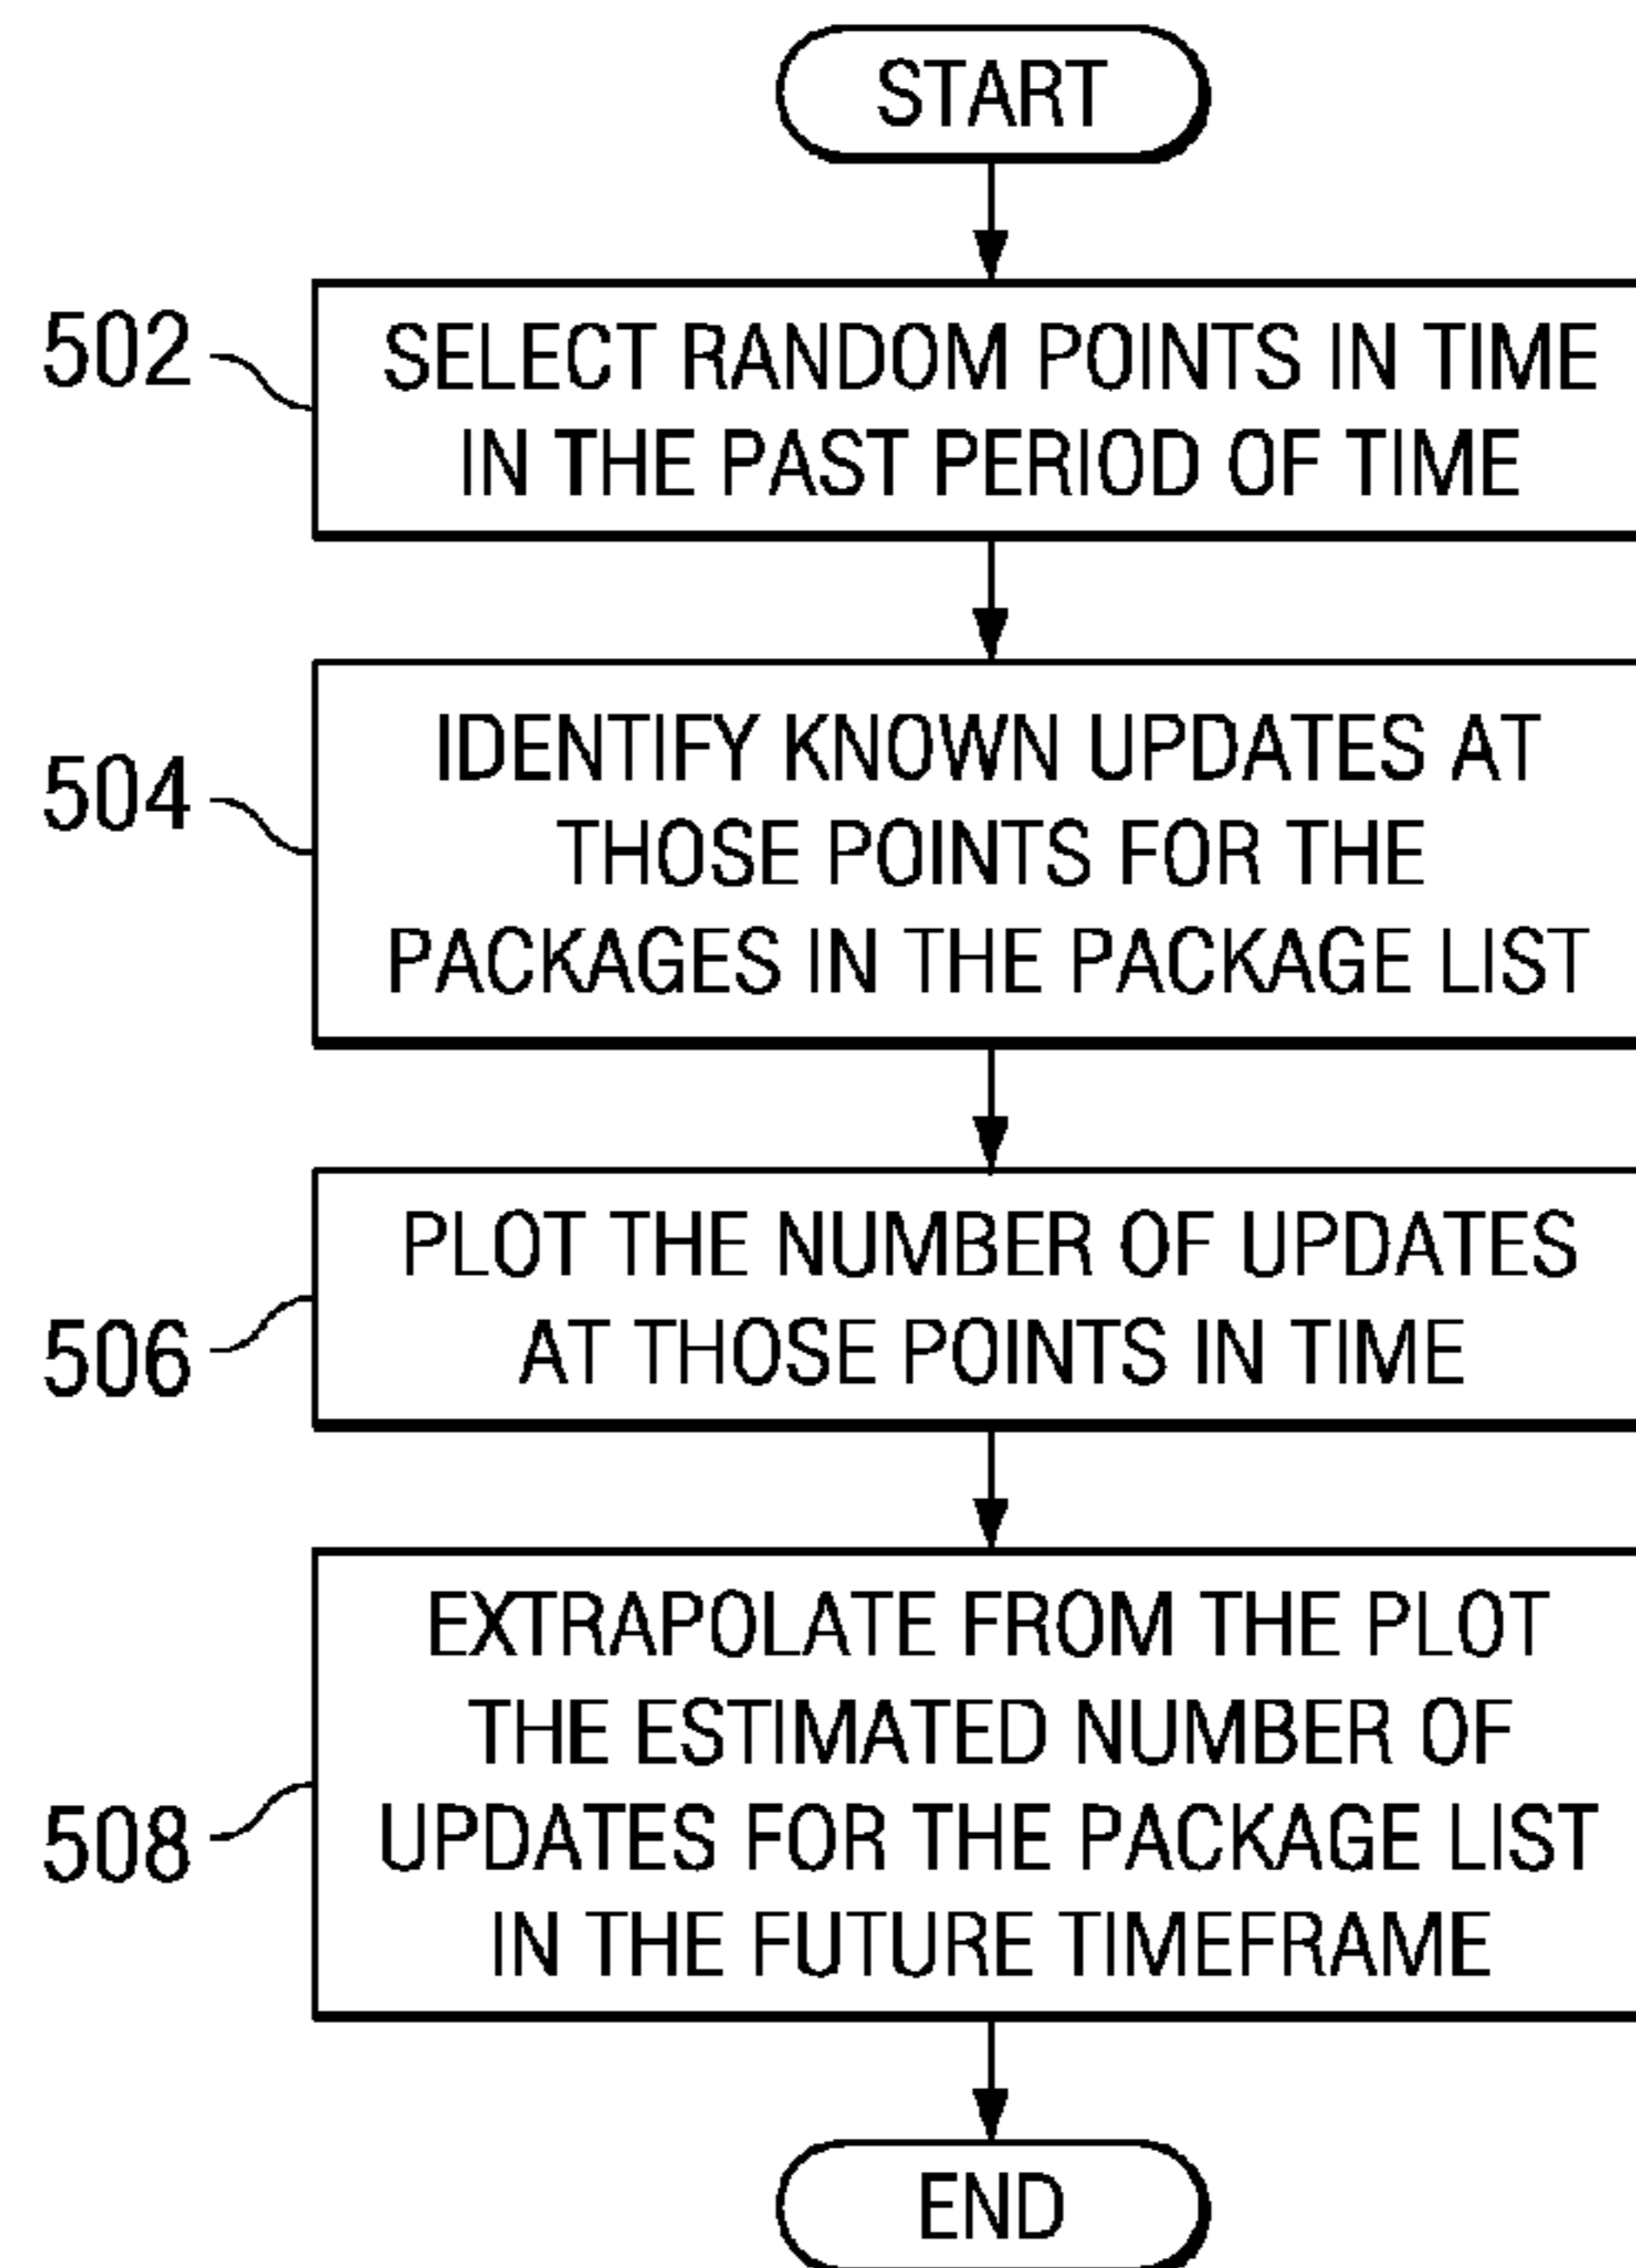 START
502
SELECT RANDOM POINTS IN TIME
IN THE PAST PERIOD OF TIME
504
IDENTIFY KNOWN UPDATES AT
THOSE POINTS FOR THE
PACKAGES IN THE PACKAGE LIST
506
PLOT THE NUMBER OF UPDATES
AT THOSE POINTS IN TIME
508
EXTRAPOLATE FROM THE PLOT
THE ESTIMATED NUMBER OF
UPDATES FOR THE PACKAGE LIST
IN THE FUTURE TIMEFRAME
END